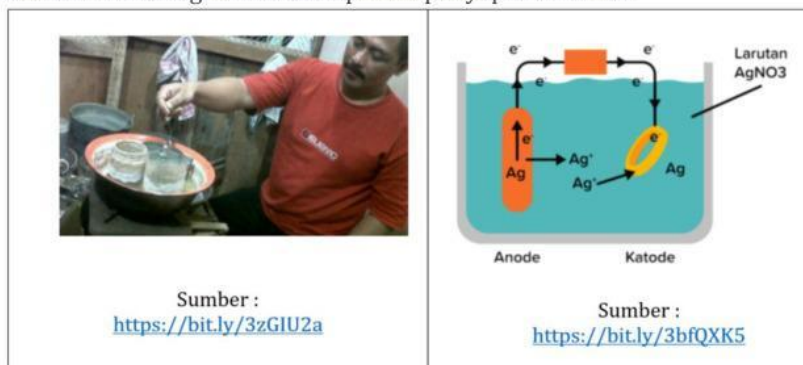 Sumber :
https://bit.ly/3zGIU2a
e⁻
e⁻
e⁻
e⁻
e⁻
e⁻
Ag
Ag⁺
Ag⁺
Ag
Larutan
AgNO3
Anode
Katode
Sumber :
https://bit.ly/3bfQXK5